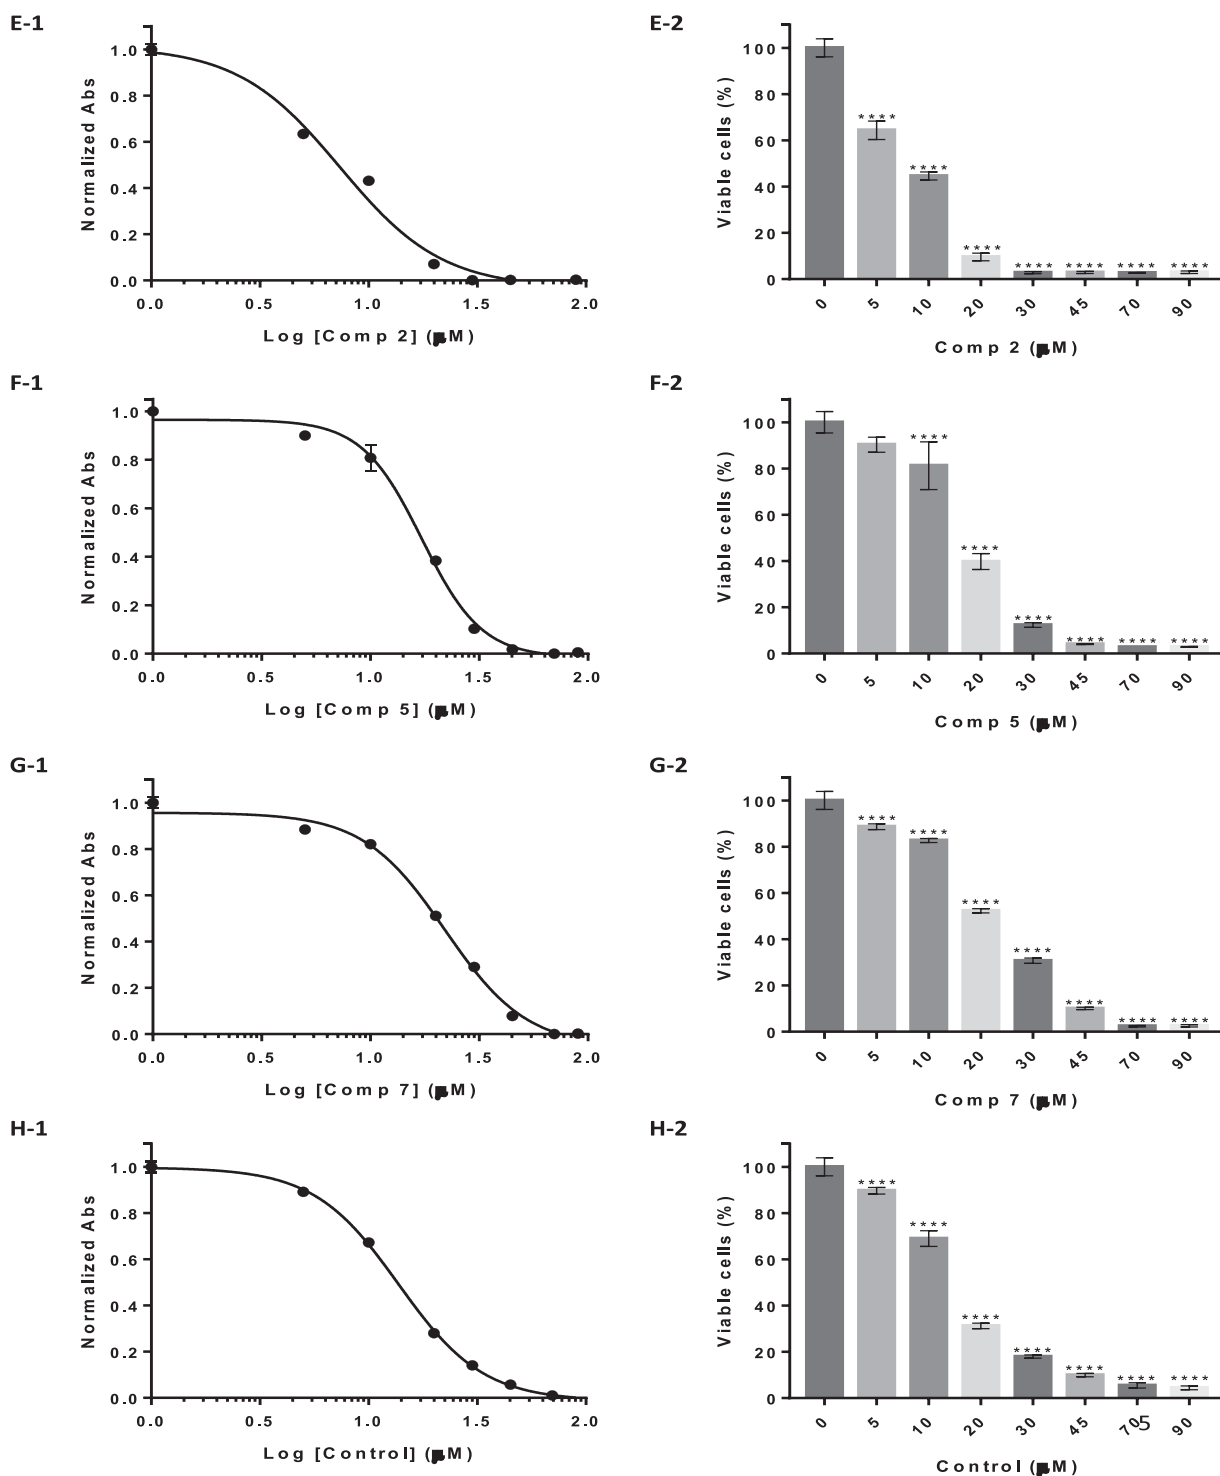 E-1
Normalized Abs
1.0
0.8
0.6
0.4
0.2
0.0
0.0 0.5 1.0 1.5 2.0
Log [Comp 2] (μM)
E-2
Viable cells (%)
100
80
60
40
20
0
**** **** **** **** **** **** ****
0 5 10 20 30 45 70 90
Comp 2 (μM)
F-1
Normalized Abs
1.0
0.8
0.6
0.4
0.2
0.0
0.0 0.5 1.0 1.5 2.0
Log [Comp 5] (μM)
F-2
Viable cells (%)
100
80
60
40
20
0
**** **** **** **** **** ****
0 5 10 20 30 45 70 90
Comp 5 (μM)
G-1
Normalized Abs
1.0
0.8
0.6
0.4
0.2
0.0
0.0 0.5 1.0 1.5 2.0
Log [Comp 7] (μM)
G-2
Viable cells (%)
100
80
60
40
20
0
**** **** **** **** **** **** ****
0 5 10 20 30 45 70 90
Comp 7 (μM)
H-1
Normalized Abs
1.0
0.8
0.6
0.4
0.2
0.0
0.0 0.5 1.0 1.5 2.0
Log [Control] (μM)
H-2
Viable cells (%)
100
80
60
40
20
0
**** **** **** **** **** **** ****
0 5 10 20 30 45 70 90
5
Control (μM)